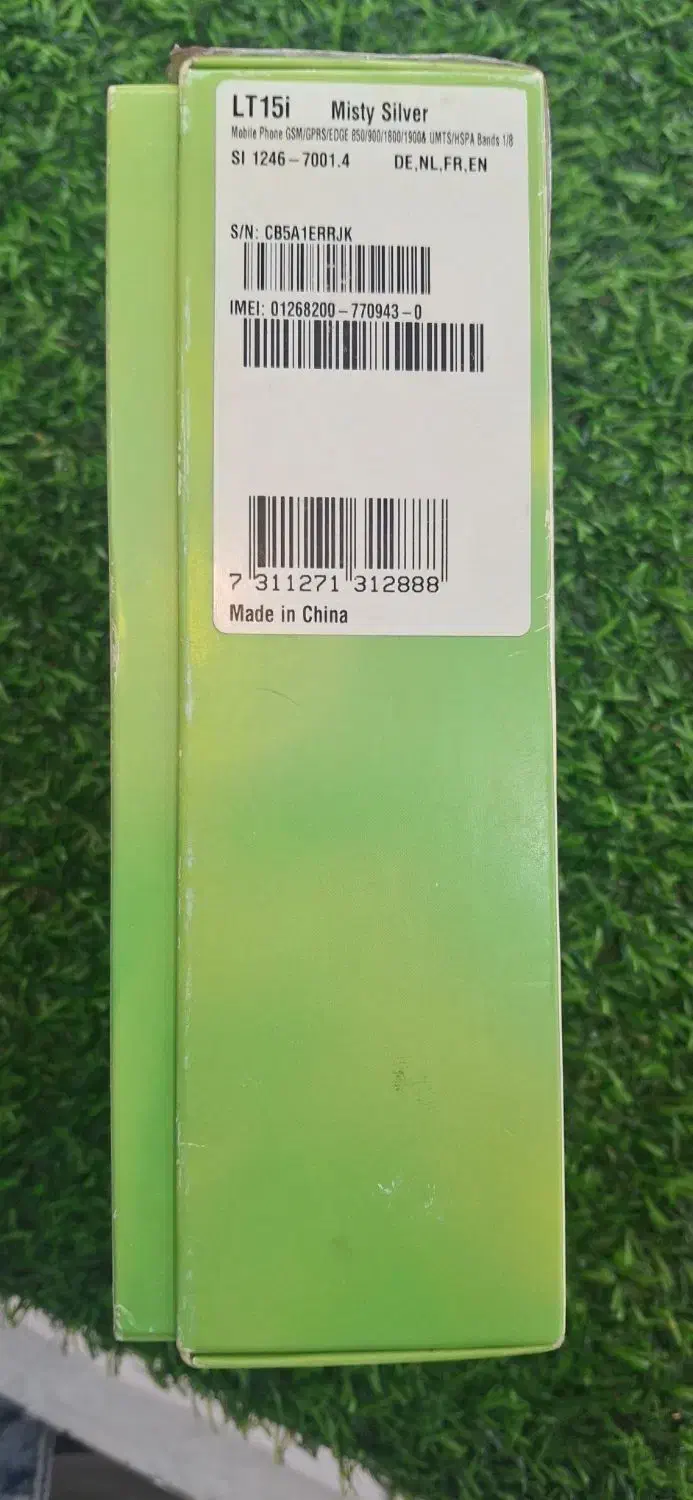 LT15i Misty Silver
Mobile Phone GSM/GPRS/EDGE 850/900/1800/1900& UMTS/HSPA Bands 1/8
SI 1246-7001.4 DE,NL,FR,EN
S/N: CB5A1ERRJK
IMEI: 01268200-770943-0
7 311271 312888
Made in China